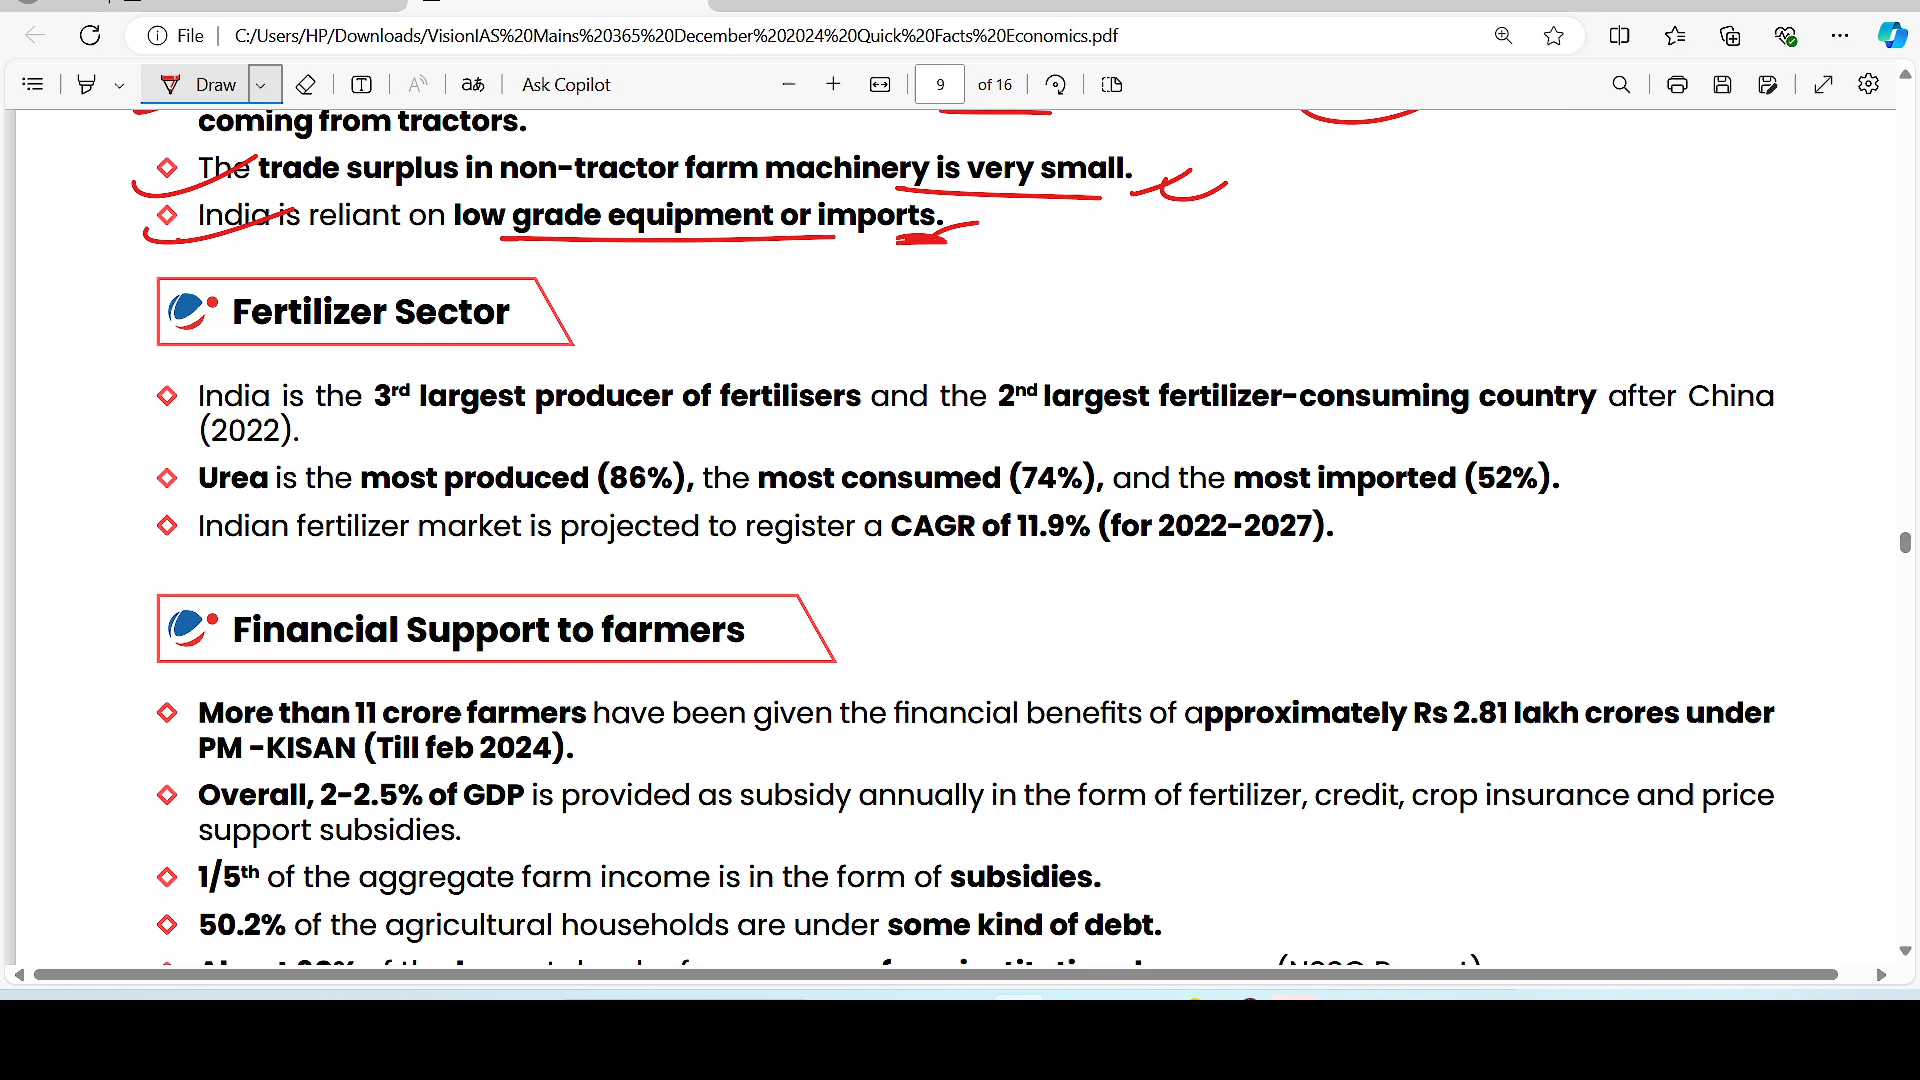 File
C:/Users/HP/Downloads/VisionIAS%20Mains%20365%20December%202024%20Quick%20Facts%20Economics.pdf
Draw
Ask Copilot
9 of 16
coming from tractors.
The trade surplus in non-tractor farm machinery is very small.
India is reliant on low grade equipment or imports.
Fertilizer Sector
India is the 3rd largest producer of fertilisers and the 2nd largest fertilizer-consuming country after China
(2022).
Urea is the most produced (86%), the most consumed (74%), and the most imported (52%).
Indian fertilizer market is projected to register a CAGR of 11.9% (for 2022-2027).
Financial Support to farmers
More than 11 crore farmers have been given the financial benefits of approximately Rs 2.81 lakh crores under
PM -KISAN (Till feb 2024).
Overall, 2-2.5% of GDP is provided as subsidy annually in the form of fertilizer, credit, crop insurance and price
support subsidies.
1/5th of the aggregate farm income is in the form of subsidies.
50.2% of the agricultural households are under some kind of debt.